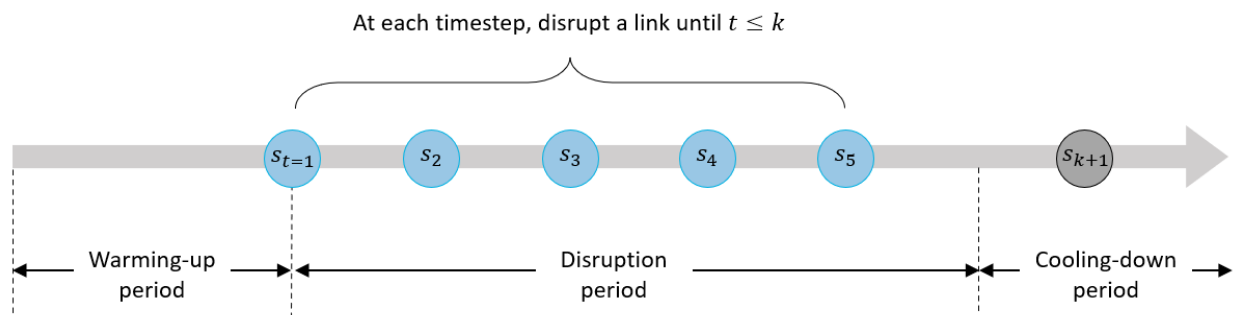 At each timestep, disrupt a link until t ≤ k
s_{t=1}
s_2
s_3
s_4
s_5
s_{k+1}
Warming-up
period
Disruption
period
Cooling-down
period